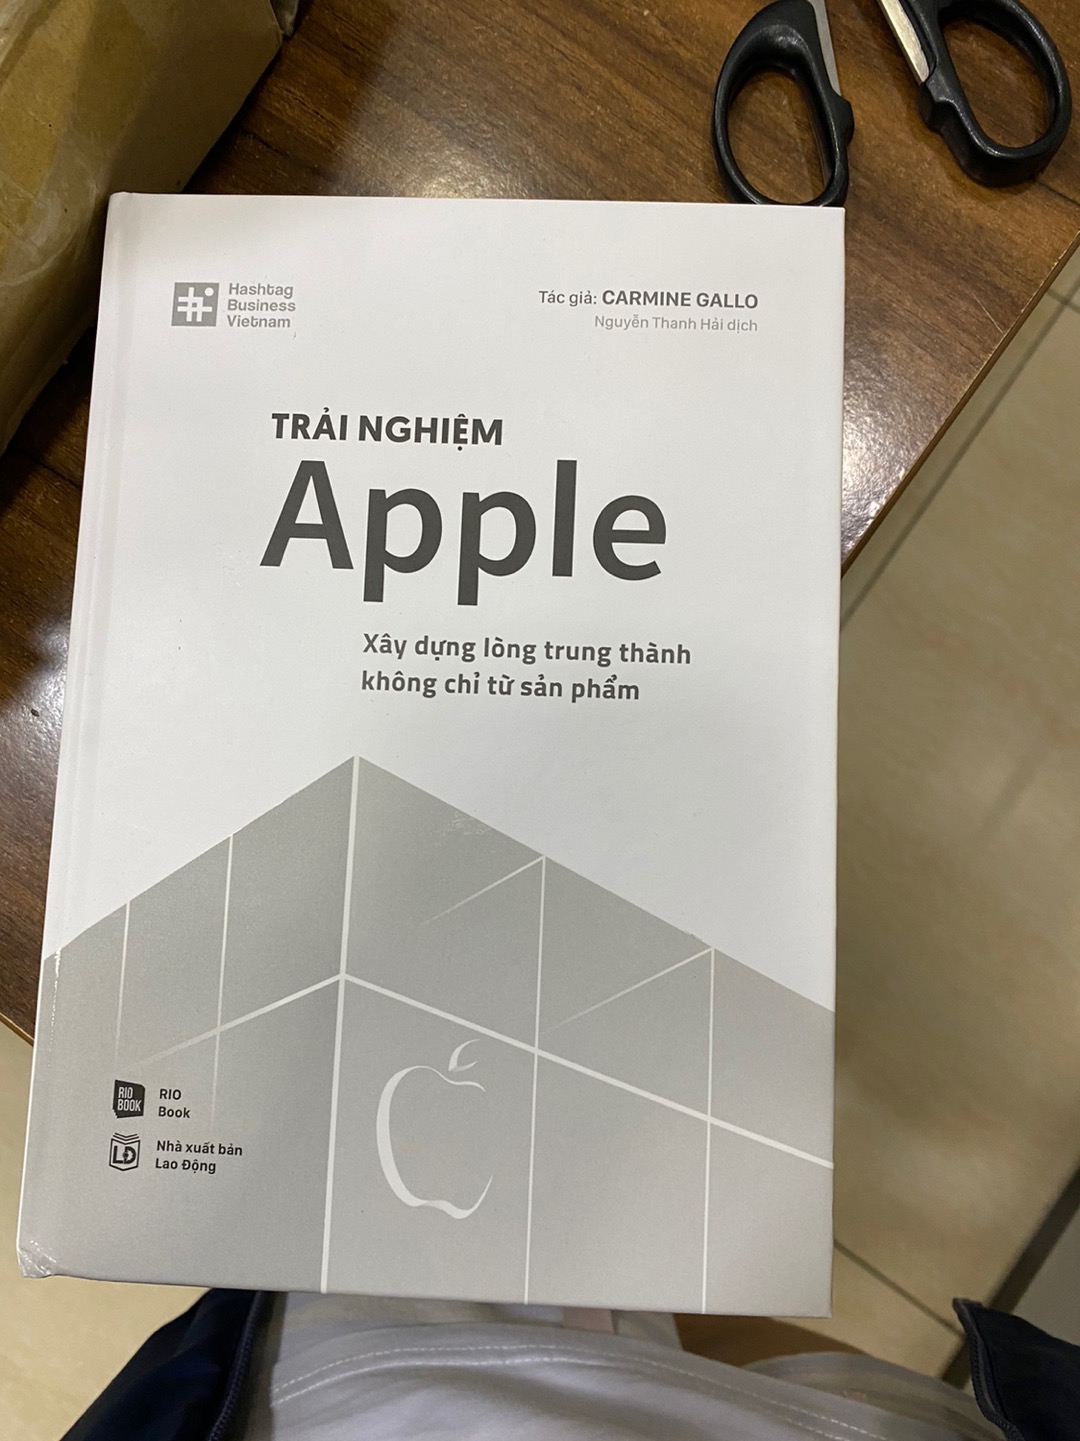 Hashtag
Business
Vietnam
Tác giả: CARMINE GALLO
Nguyễn Thanh Hải dịch
TRẢI NGHIỆM
Apple
Xây dựng lòng trung thành
không chỉ từ sản phẩm
RIO
BOOK
RIO
Book
LĐ
Nhà xuất bản
Lao Động